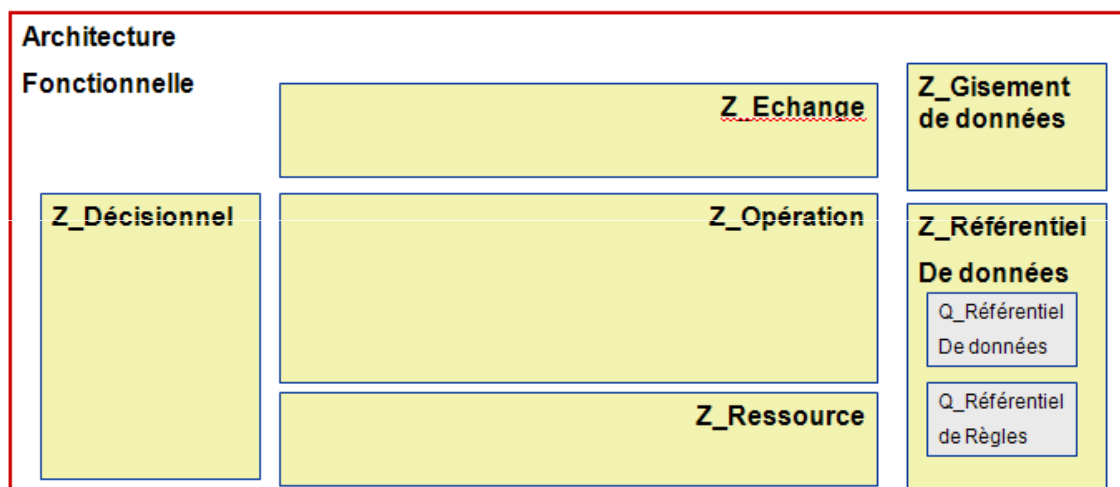 Architecture
Fonctionnelle
Z_Echange
Z_Gisement
de données
Z_Décisionnel
Z_Opération
Z_Référentiel
De données
Q_Référentiel
De données
Q_Référentiel
de Règles
Z_Ressource